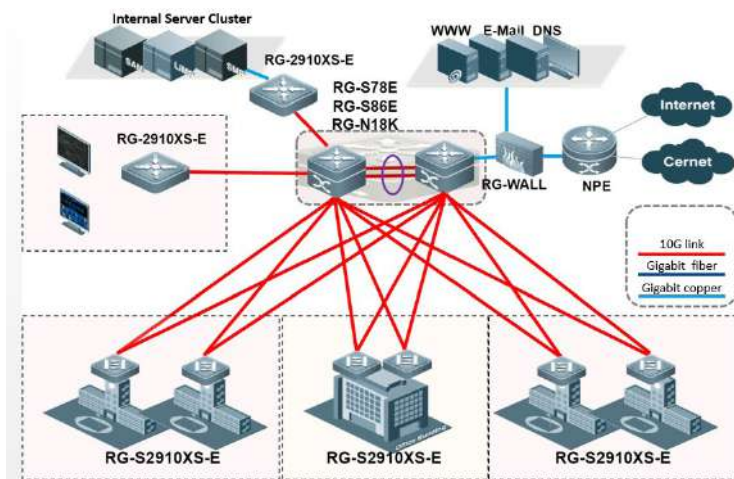 Internal Server Cluster
WWW E-Mail DNS
RG-2910XS-E
RG-S78E
RG-S86E
RG-N18K
Internet
RG-2910XS-E
Cernet
RG-WALL
NPE
10G link
Gigabit fiber
Gigabit copper
RG-S2910XS-E
RG-S2910XS-E
RG-S2910XS-E